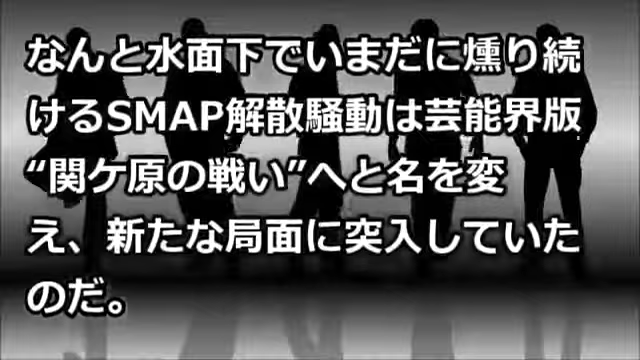 なんと水面下でいまだに燻り続
けるSMAP解散騒動は芸能界版
“関ケ原の戦い”へと名を変
え、新たな局面に突入していた
のだ。